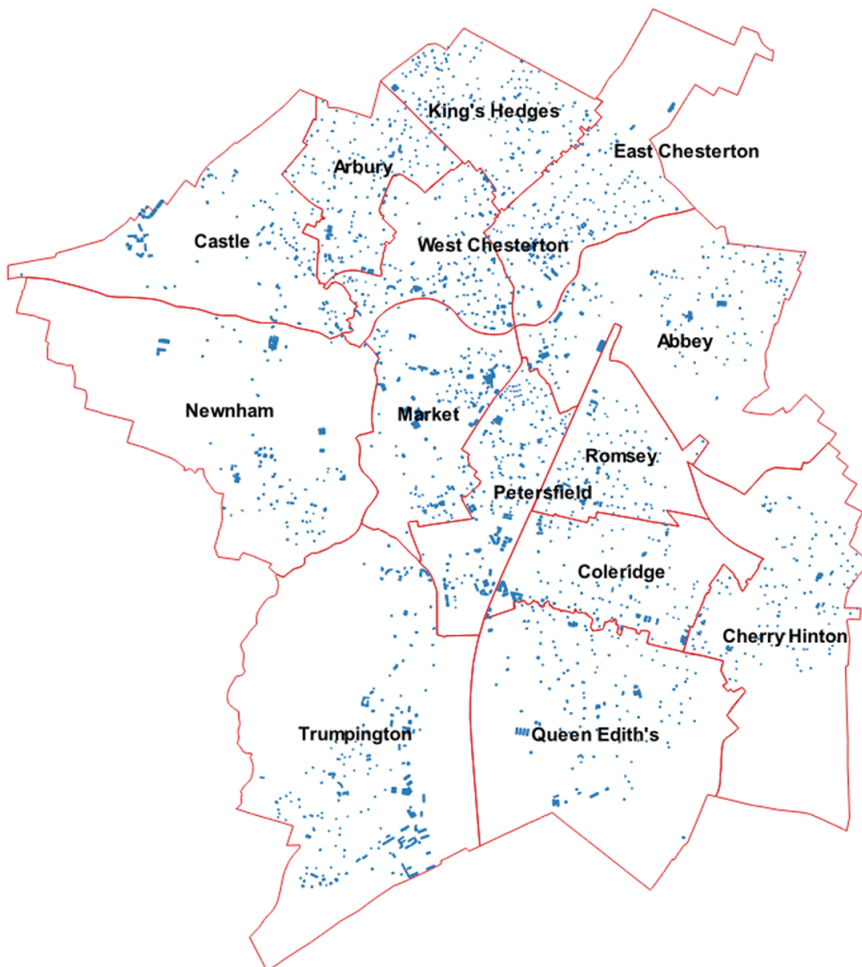 King's Hedges
East Chesterton
Arbury
Castle
West Chesterton
Abbey
Newnham
Market
Romsey
Petersfield
Coleridge
Cherry Hinton
Trumpington
Queen Edith's